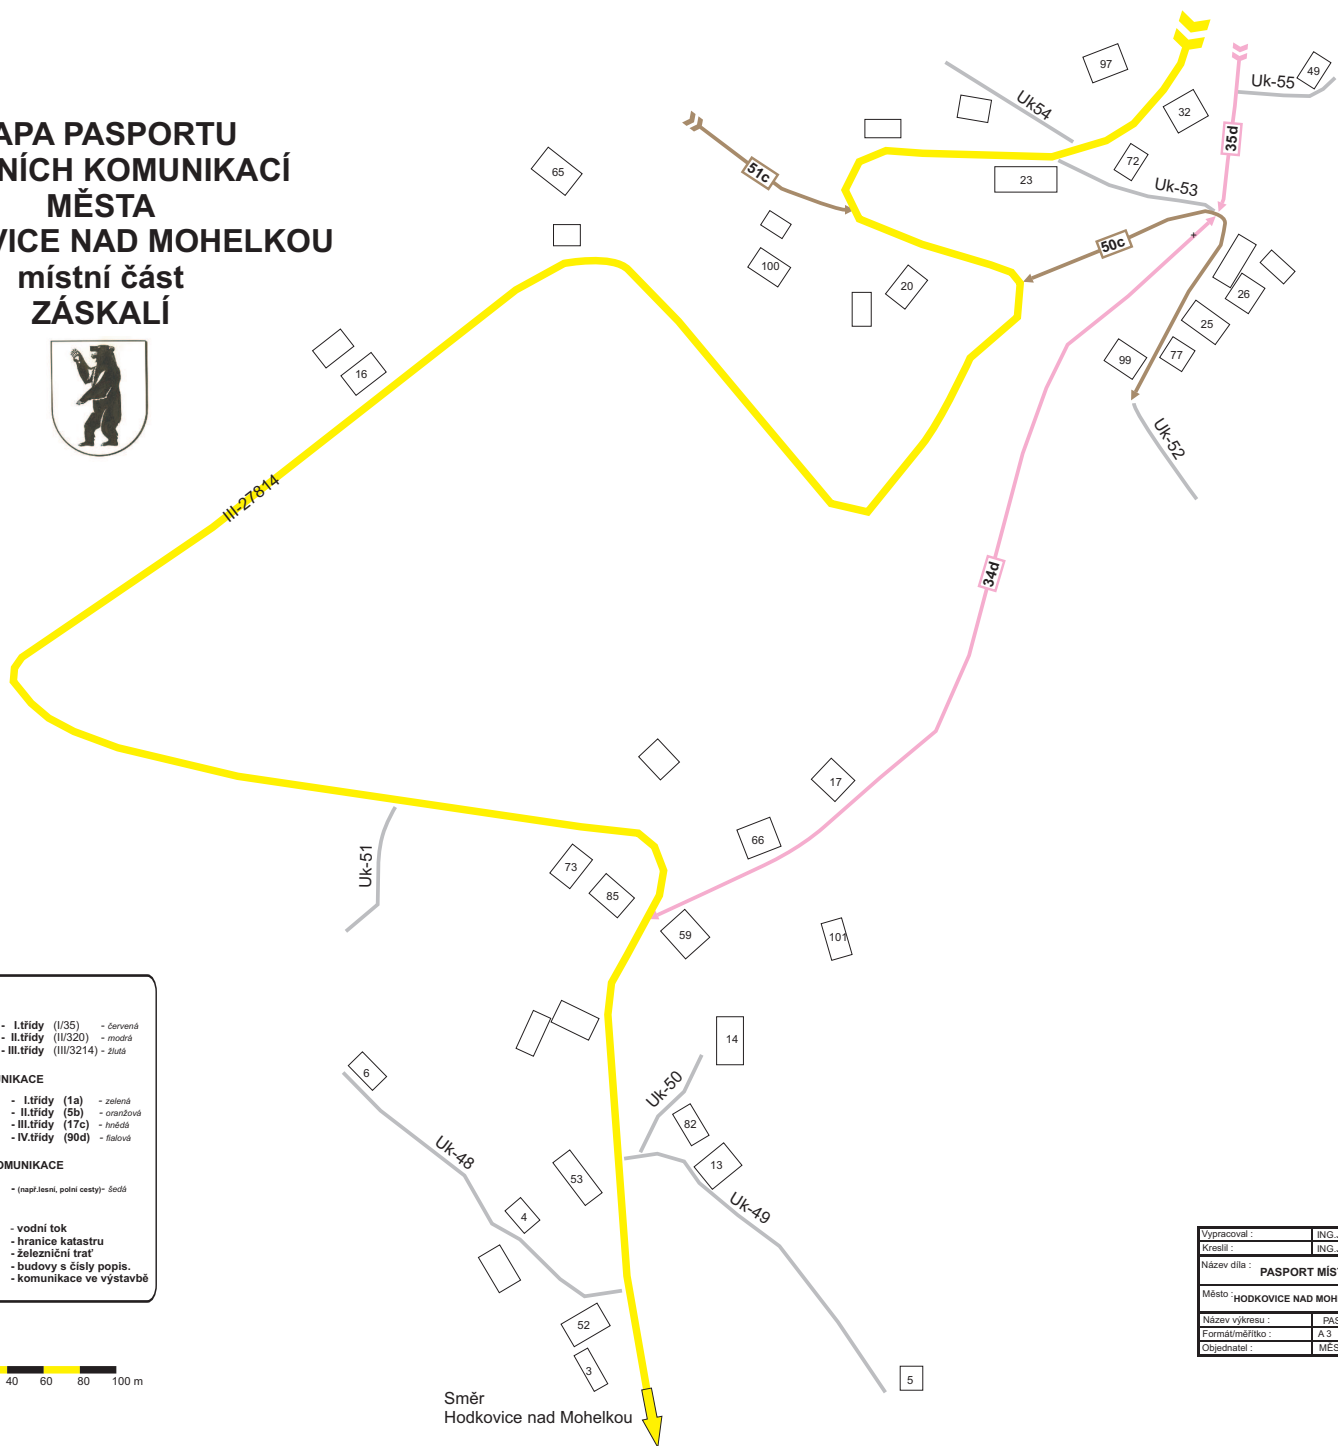 APA PASPORTU
NÍCH KOMUNIKACÍ
MĚSTA
VICE NAD MOHELKOU
místní část
ZÁSKALÍ
97
49
Uk-55
Uk54
32
35d
51c
72
65
23
Uk-53
50c
100
20
26
25
99
77
16
Uk-52
III-27814
34d
17
66
Uk-51
73
85
59
101
14
6
Uk-50
82
Uk-48
13
53
Uk-49
4
52
3
5
Směr
Hodkovice nad Mohelkou
- I.třídy (I/35) - červená
- II.třídy (II/320) - modrá
- III.třídy (III/3214) - žlutá
UNIKACE
- I.třídy (1a) - zelená
- II.třídy (5b) - oranžová
- III.třídy (17c) - hnědá
- IV.třídy (90d) - fialová
OMUNIKACE
- (např.lesní, polní cesty)- šedá
- vodní tok
- hranice katastru
- železniční trať
- budovy s čísly popis.
- komunikace ve výstavbě
40 60 80 100 m
Vypracoval : ING.
Kreslil : ING.
Název díla : PASPORT MÍST
Město : HODKOVICE NAD MOH
Název výkresu : PAS
Formát/měřítko : A 3
Objednatel : MĚS